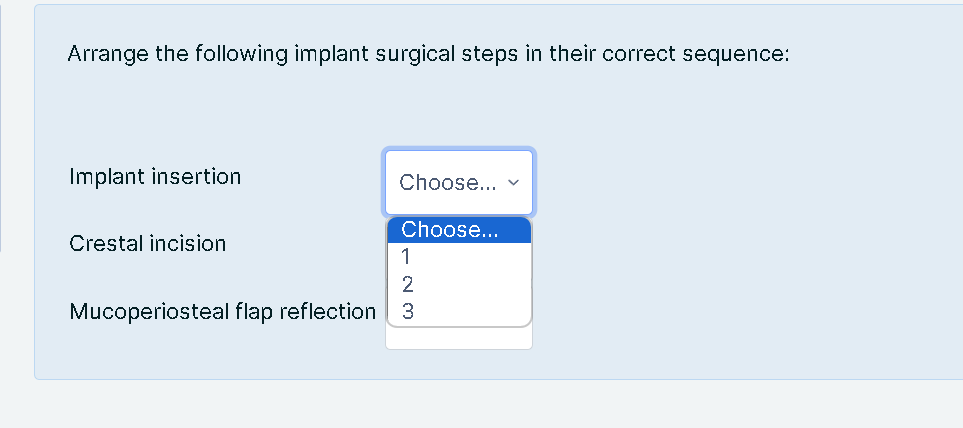 Arrange the following implant surgical steps in their correct sequence:
Implant insertion
Choose...
Choose...
Crestal incision
1
2
Mucoperiosteal flap reflection
3